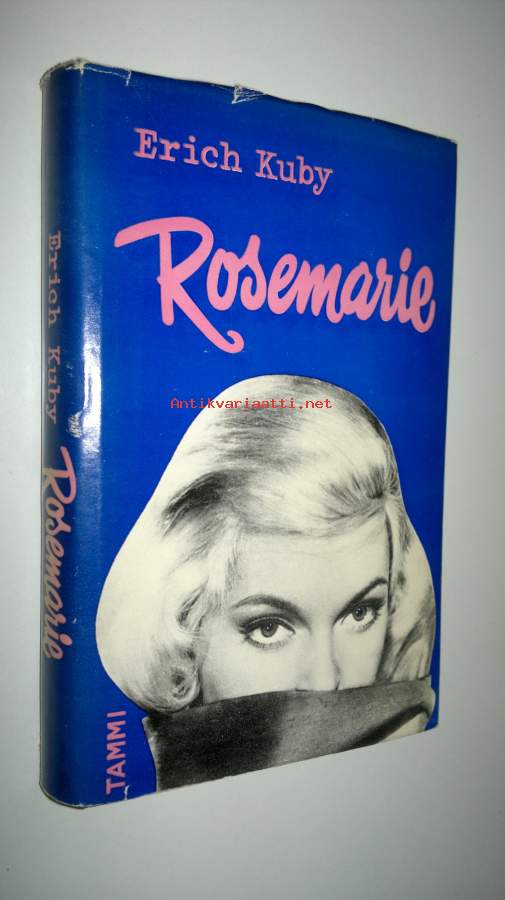 Erich Kuby
Rosemarie
Antikvariaatti.net
TAMMI
Erich Kuby
Rosemarie